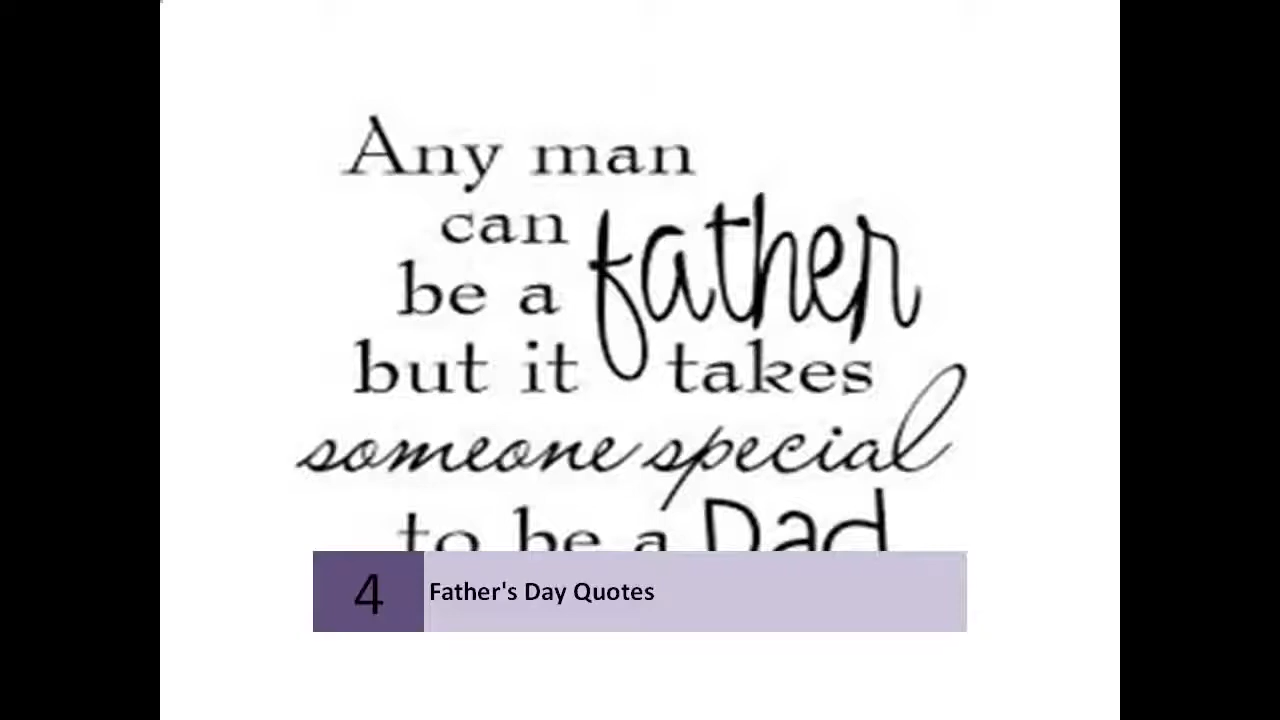 Any man
can
be a father
but it takes
someone special
to be a Dad
4 Father's Day Quotes